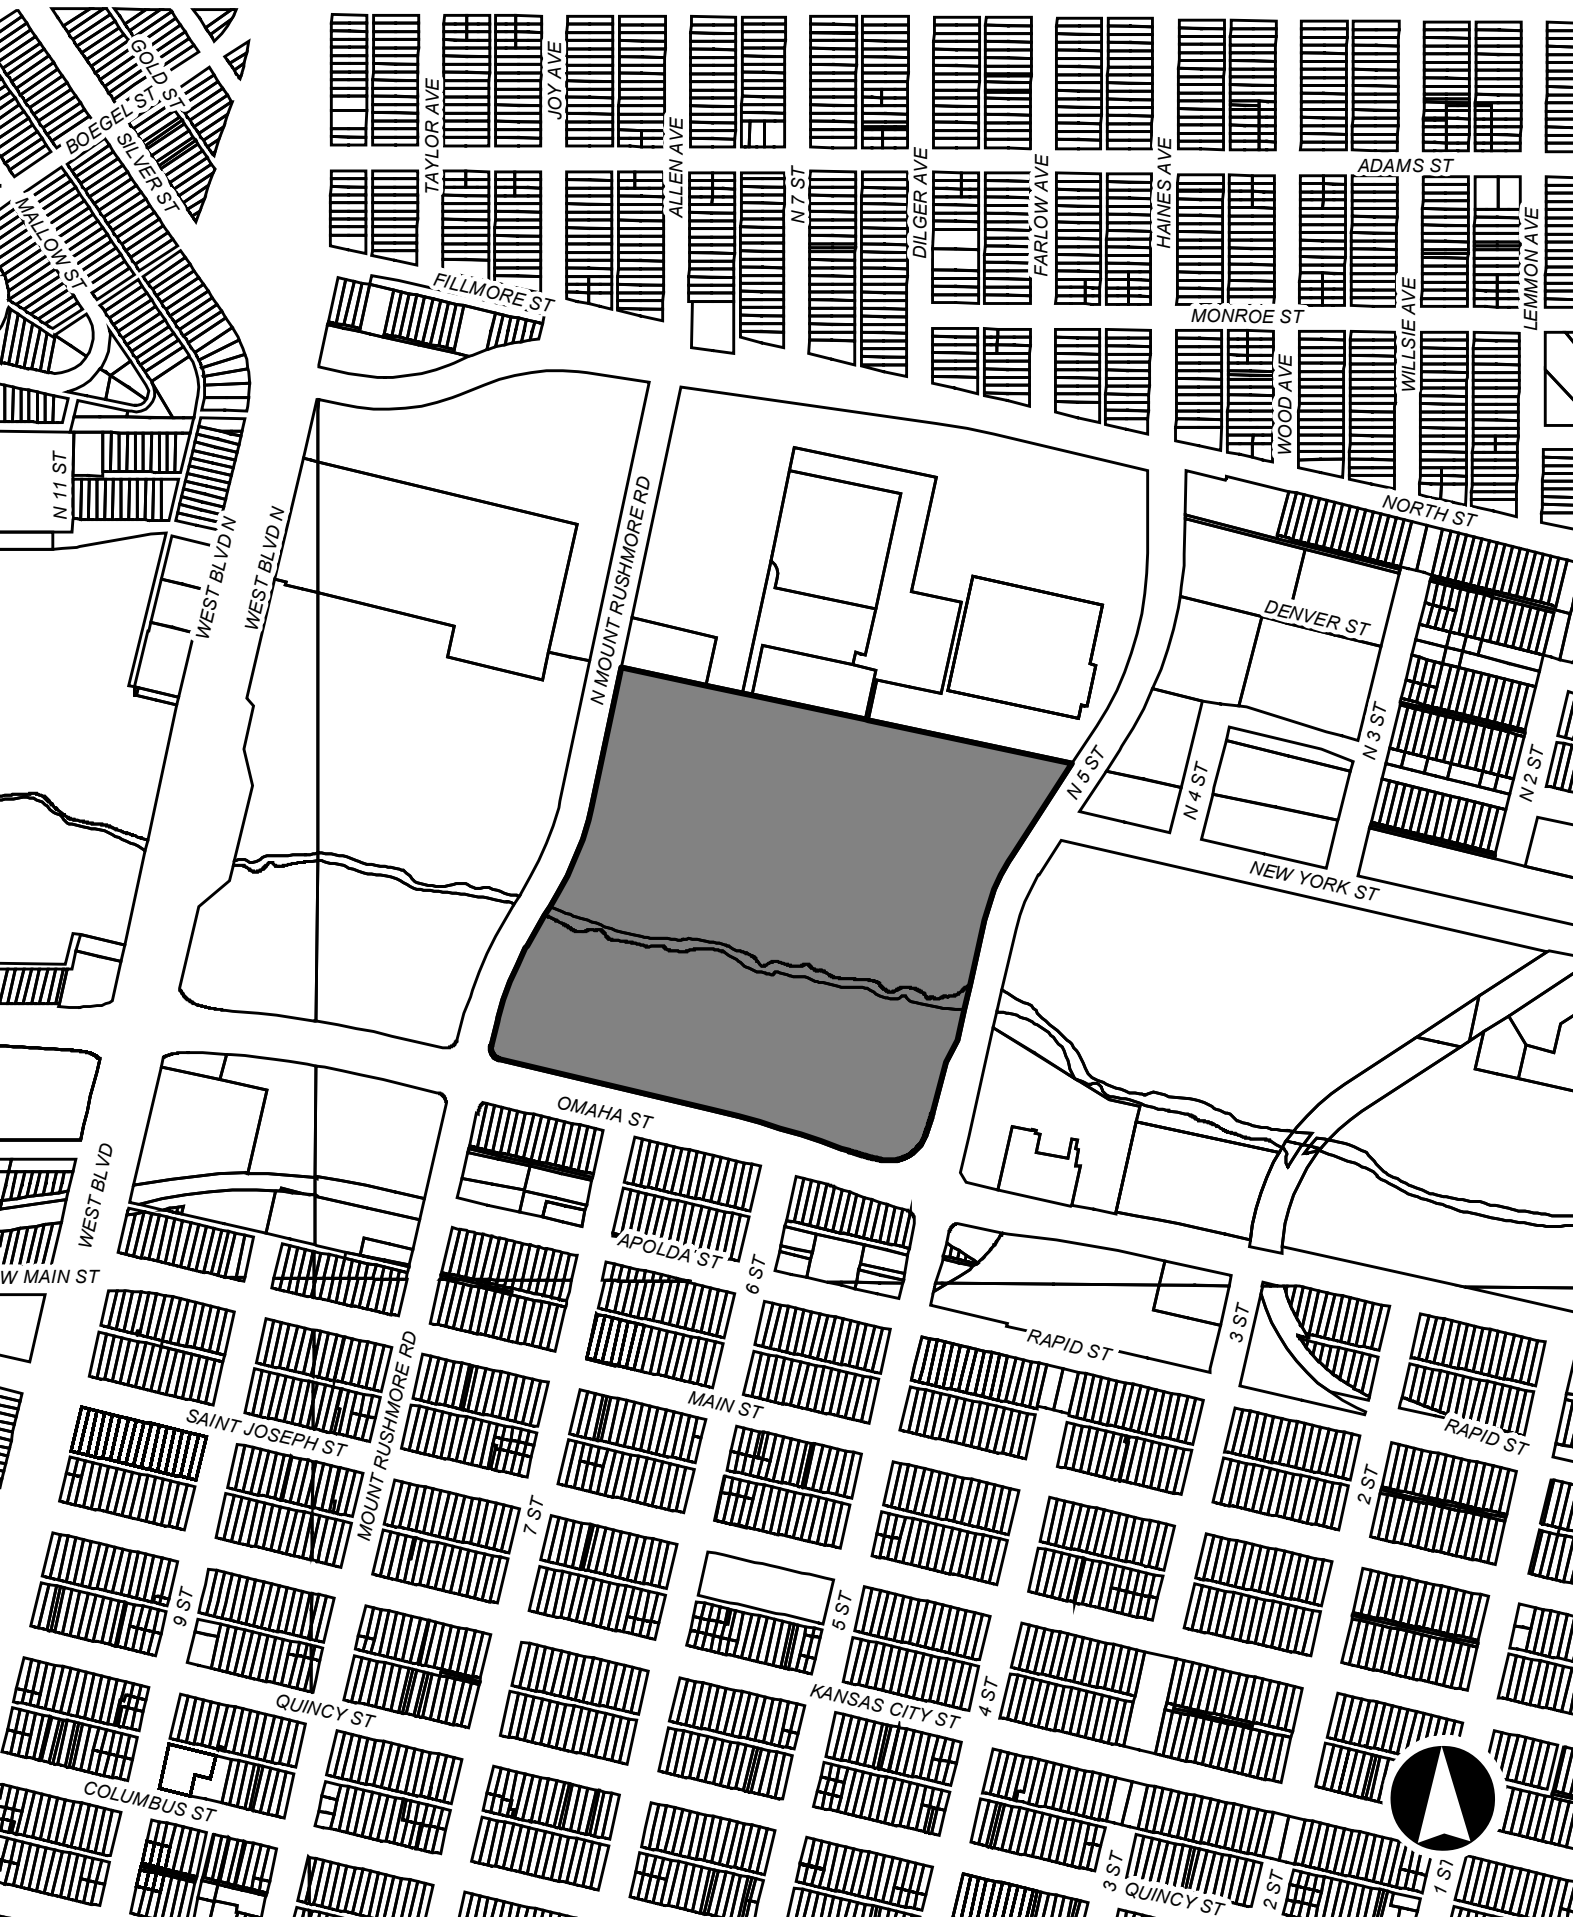 GOLD ST
BOEGEL ST
SILVER ST
MALLOW ST
TAYLOR AVE
JOY AVE
ALLEN AVE
N 7 ST
DILGER AVE
FARLOW AVE
HAINES AVE
ADAMS ST
LEMMON AVE
WILLSIE AVE
FILLMORE ST
MONROE ST
WOOD AVE
N 11 ST
WEST BLVD N
WEST BLVD N
N MOUNT RUSHMORE RD
NORTH ST
DENVER ST
N 3 ST
N 2 ST
N 5 ST
N 4 ST
NEW YORK ST
OMAHA ST
WEST BLVD
W MAIN ST
APOLDA ST
6 ST
3 ST
RAPID ST
MAIN ST
MOUNT RUSHMORE RD
SAINT JOSEPH ST
RAPID ST
2 ST
7 ST
9 ST
5 ST
4 ST
QUINCY ST
KANSAS CITY ST
COLUMBUS ST
3 ST
QUINCY ST
2 ST
1 ST